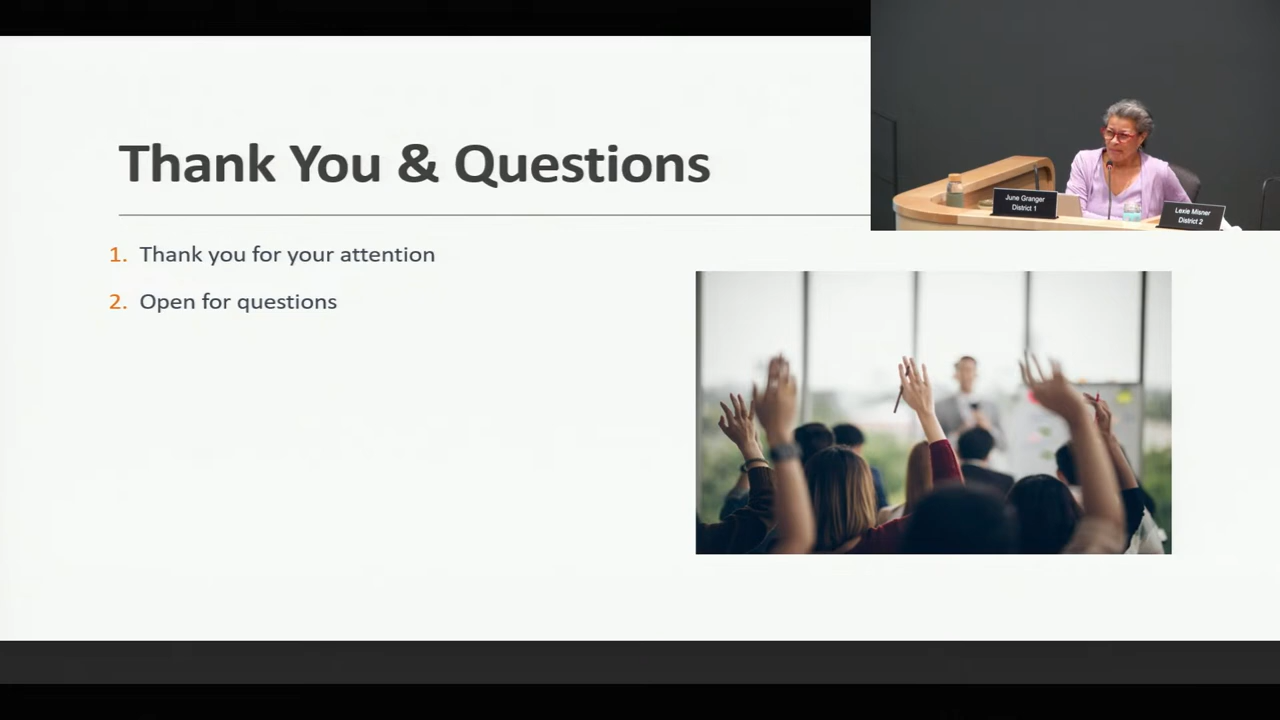 Thank You & Questions
1. Thank you for your attention
2. Open for questions
June Granger
District 1
Lexie Misner
District 2